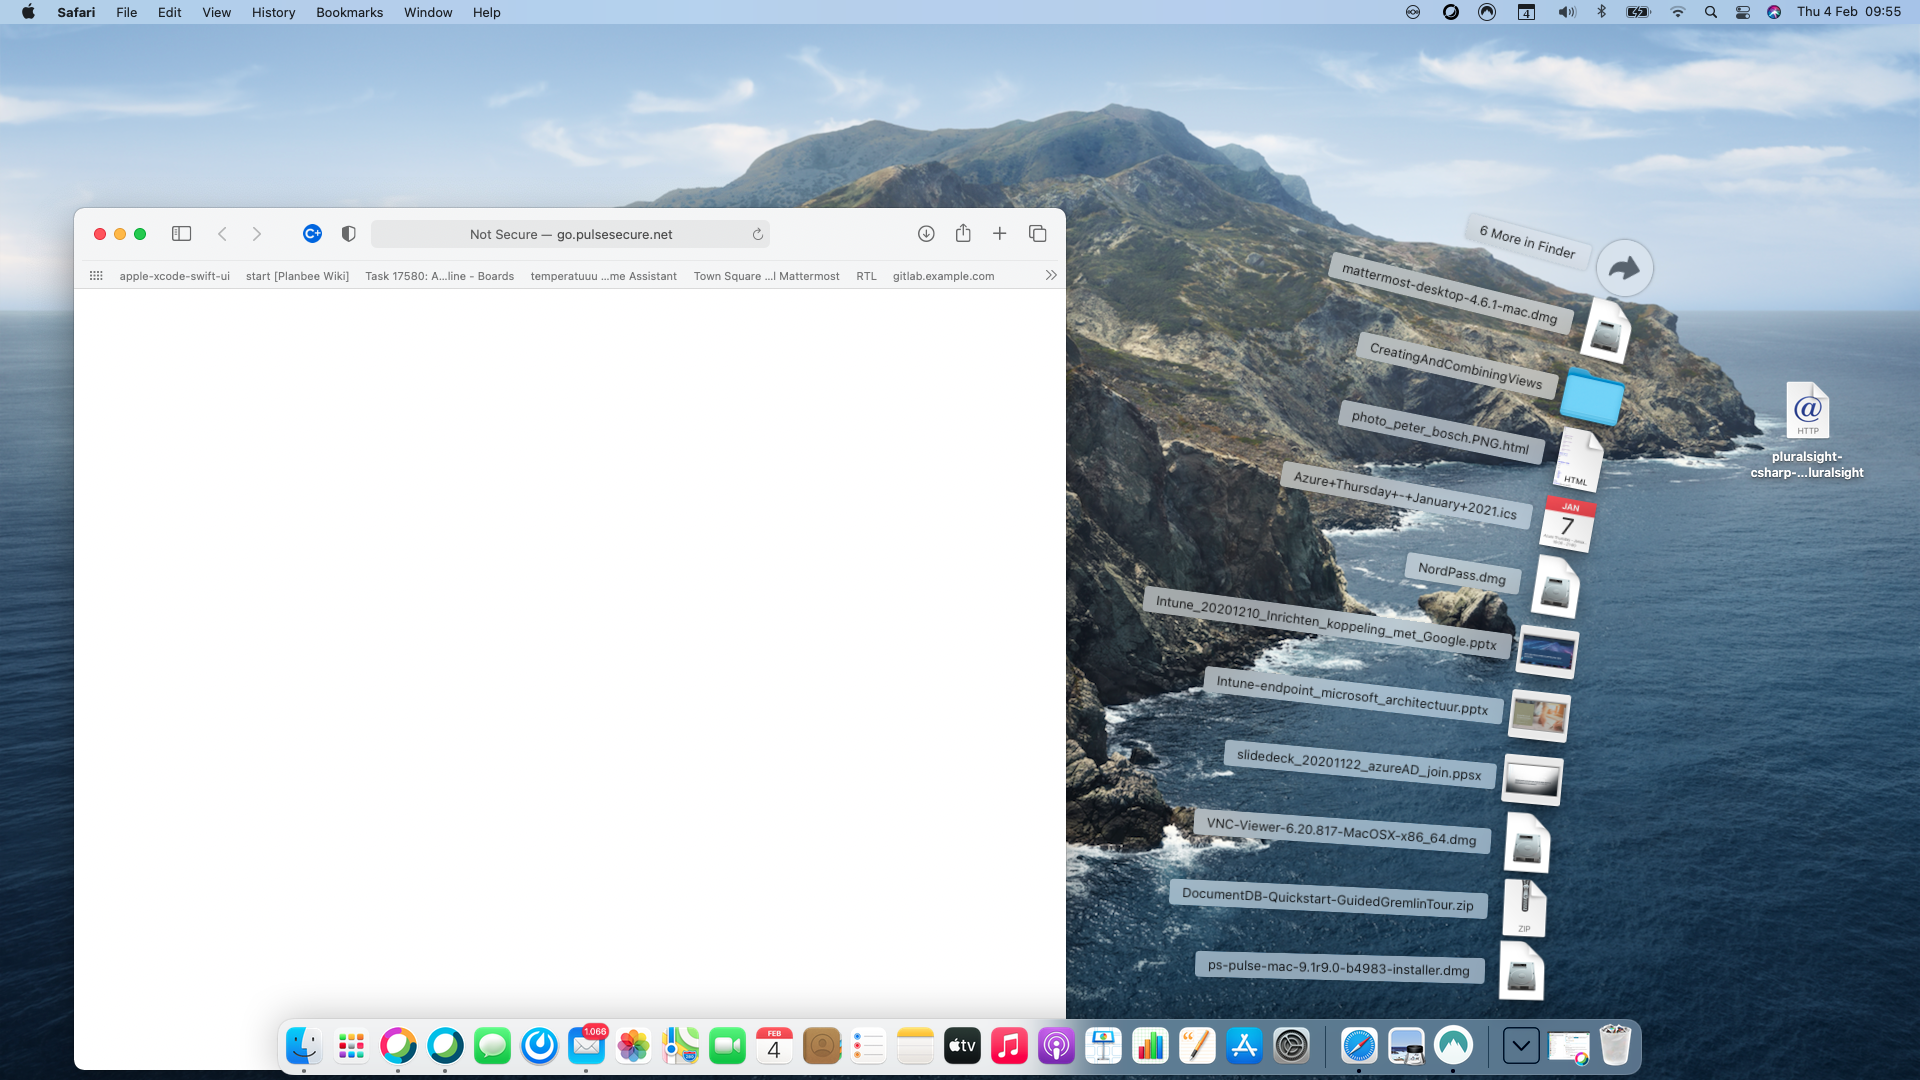 Safari File Edit View History Bookmarks Window Help
4 Thu 4 Feb 09:55
Not Secure — go.pulsesecure.net
apple-xcode-swift-ui start [Planbee Wiki] Task 17580: A...line - Boards temperatuuu ...me Assistant Town Square ...l Mattermost RTL gitlab.example.com
6 More in Finder
mattermost-desktop-4.6.1-mac.dmg
CreatingAndCombiningViews
photo_peter_bosch.PNG.html
HTML
Azure+Thursday+-+January+2021.ics
JAN
7
NordPass.dmg
Intune_20201210_Inrichten_koppeling_met_Google.pptx
Intune-endpoint_microsoft_architectuur.pptx
slidedeck_20201122_azureAD_join.ppsx
VNC-Viewer-6.20.817-MacOSX-x86_64.dmg
DocumentDB-Quickstart-GuidedGremlinTour.zip
ZIP
ps-pulse-mac-9.1r9.0-b4983-installer.dmg
@
HTTP
pluralsight-
csharp-...luralsight
1.066
FEB
4
tv